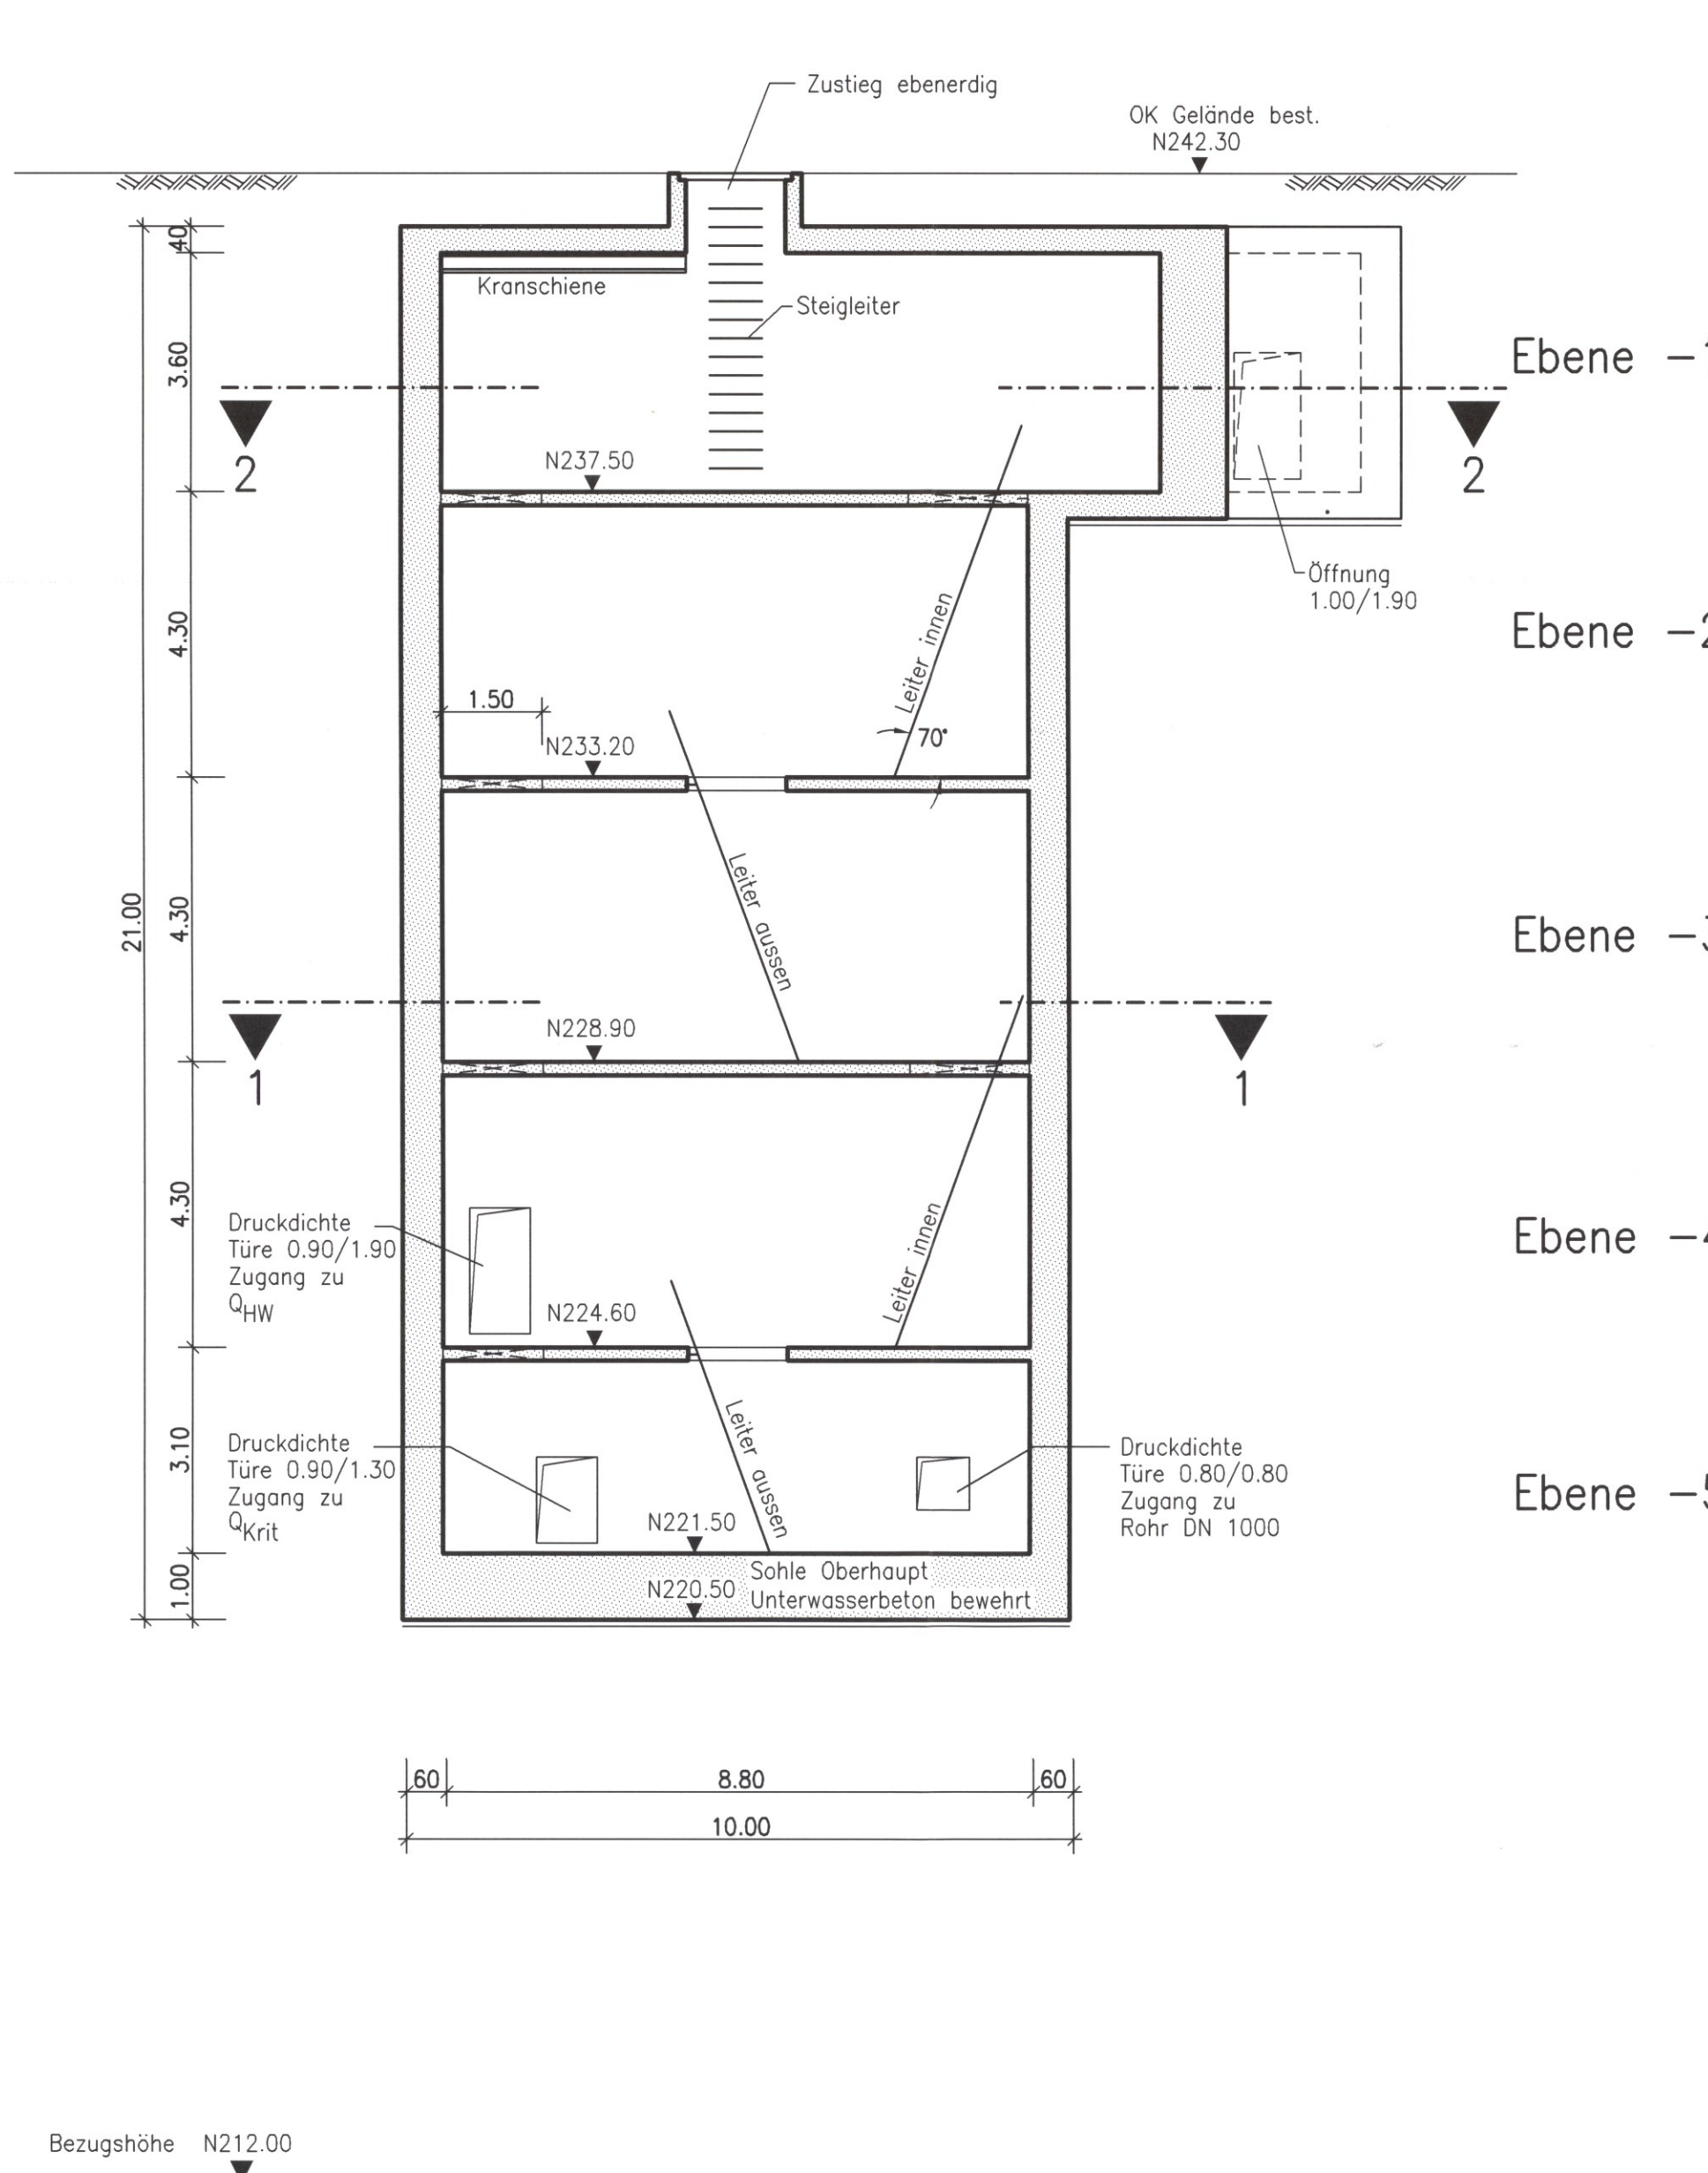 Zustieg ebenerdig
OK Gelände best.
N242.30
40
Kranschiene
Steigleiter
3.60
Ebene -1
2
2
N237.50
Öffnung
1.00/1.90
4.30
Leiter innen
Ebene -2
1.50
70°
N233.20
21.00
4.30
Leiter aussen
Ebene -3
N228.90
1
1
4.30
Druckdichte
Türe 0.90/1.90
Zugang zu
QHW
Leiter innen
Ebene -4
N224.60
3.10
Druckdichte
Türe 0.90/1.30
Zugang zu
QKrit
Leiter aussen
Druckdichte
Türe 0.80/0.80
Zugang zu
Rohr DN 1000
Ebene -5
N221.50
1.00
Sohle Oberhaupt
N220.50
Unterwasserbeton bewehrt
60
8.80
60
10.00
Bezugshöhe N212.00